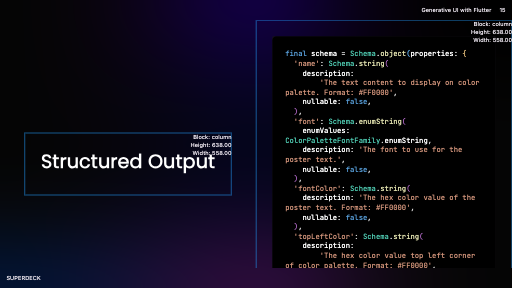 Generative UI with Flutter 15
Block: column
Height: 638.00
Width: 558.00
Block: column
Height: 638.00
Width: 558.00
Structured Output
final schema = Schema.object(properties: {
'name': Schema.string(
description:
'The text content to display on color
palette. Format: #FF0000',
nullable: false,
),
'font': Schema.enumString(
enumValues:
ColorPaletteFontFamily.enumString,
description: 'The font to use for the
poster text.',
nullable: false,
),
'fontColor': Schema.string(
description: 'The hex color value of the
poster text. Format: #FF0000',
nullable: false,
),
'topLeftColor': Schema.string(
description:
'The hex color value top left corner
of color palette. Format: #FF0000',
SUPERDECK